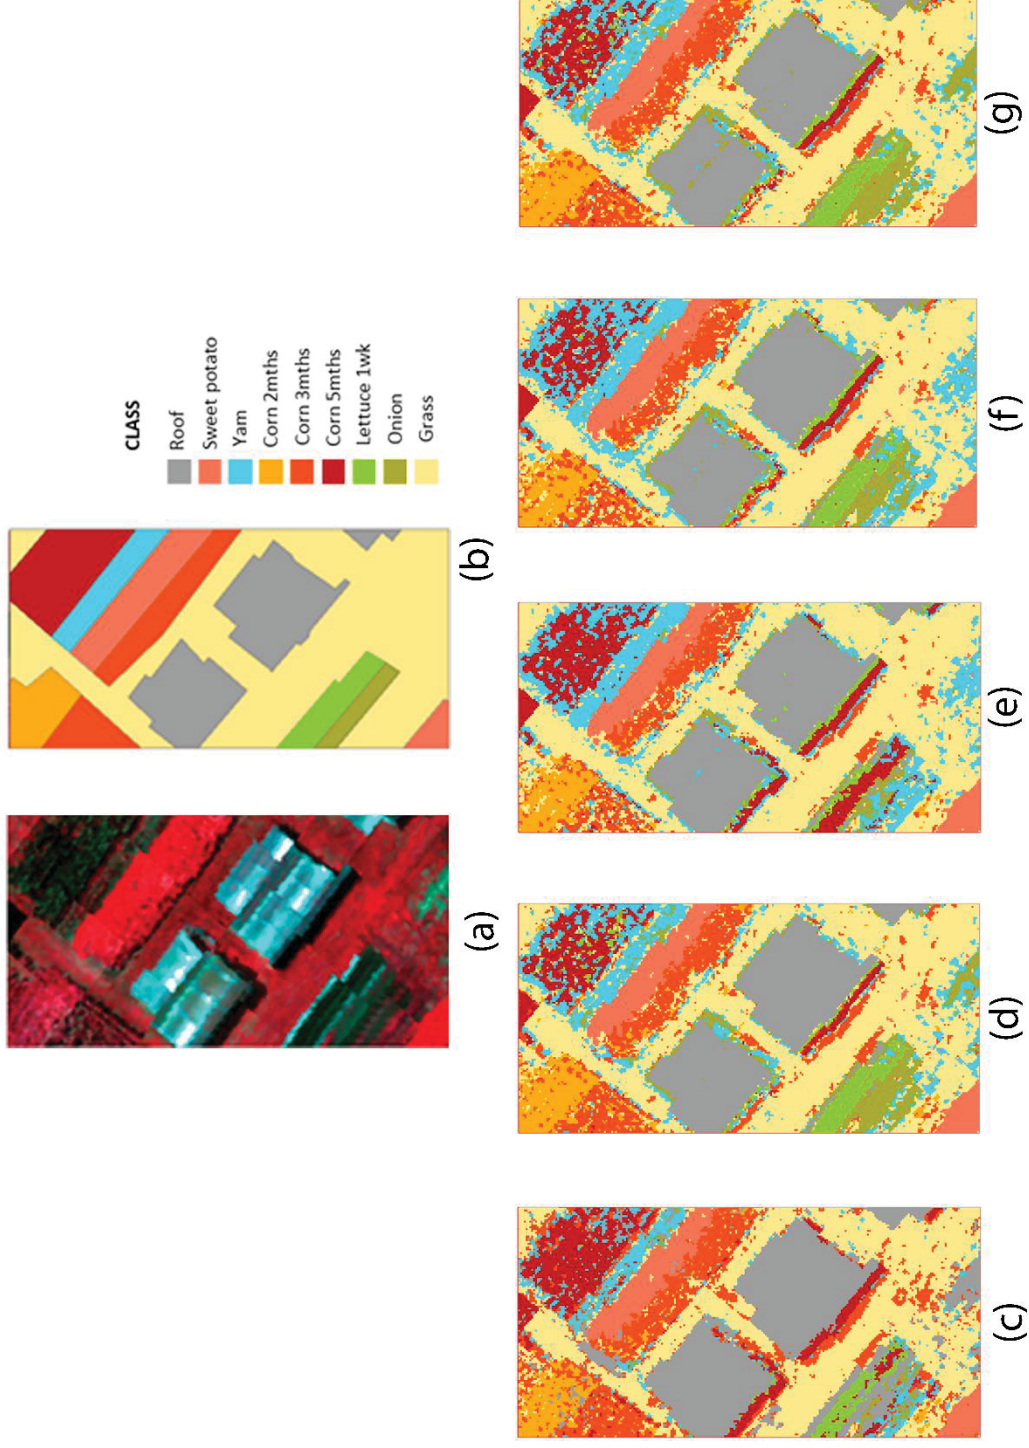 (a)
(b)
CLASS
Roof
Sweet potato
Yam
Corn 2mths
Corn 3mths
Corn 5mths
Lettuce 1wk
Onion
Grass
(c)
(d)
(e)
(f)
(g)